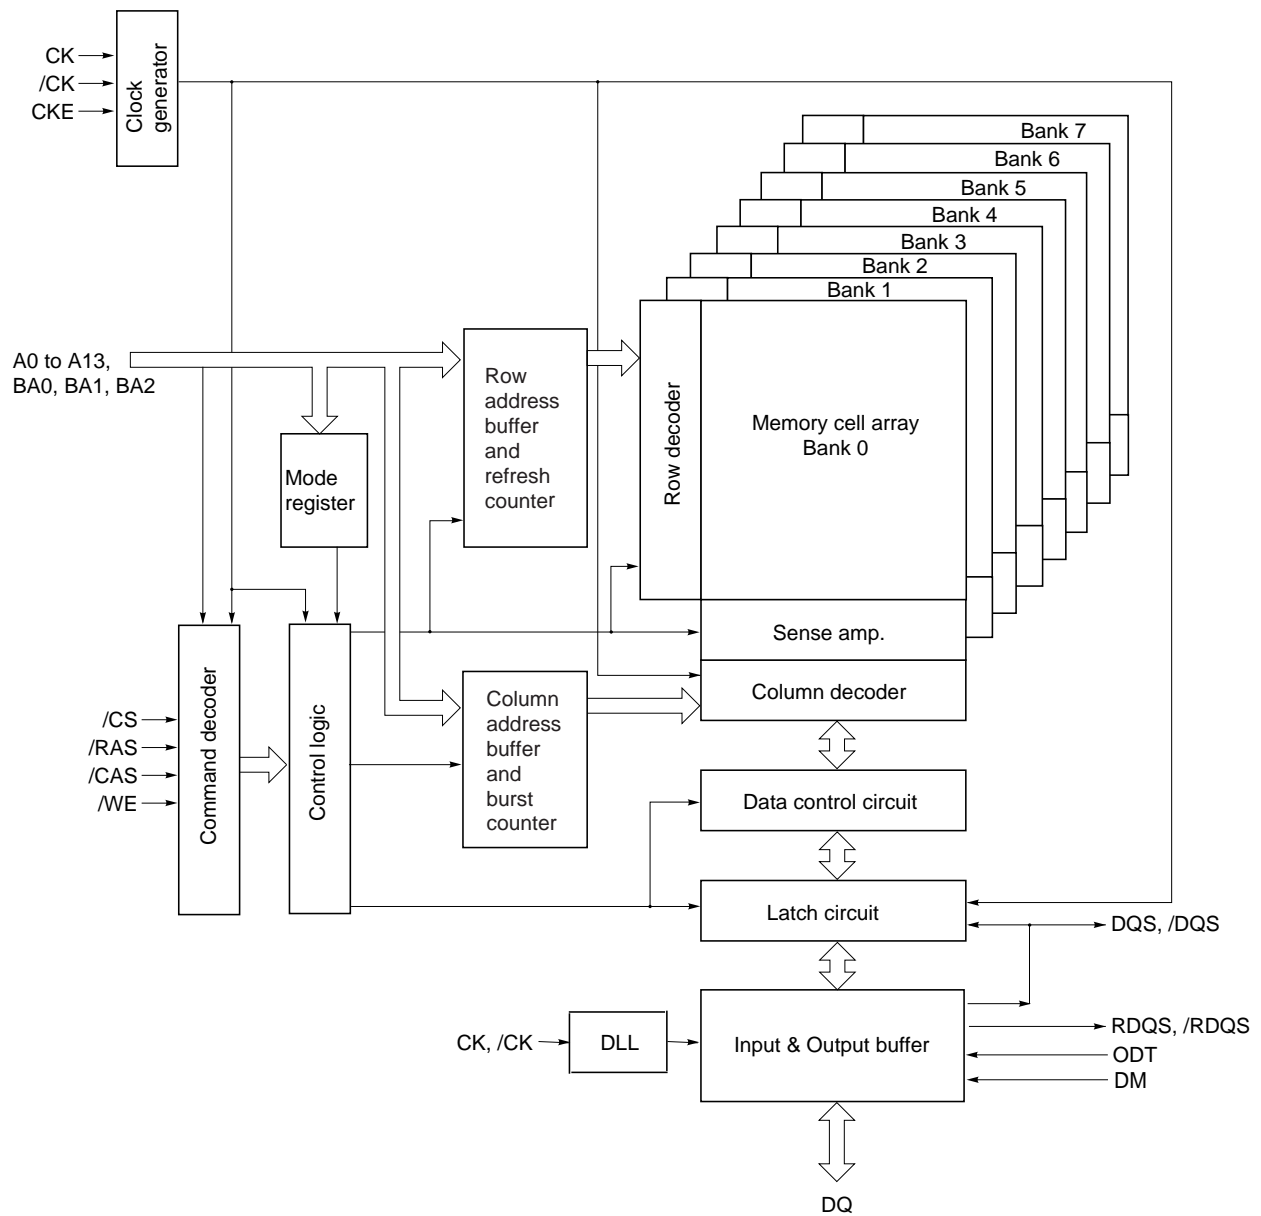 CK
/CK
CKE
Clock
generator
Bank 7
Bank 6
Bank 5
Bank 4
Bank 3
Bank 2
Bank 1
A0 to A13,
BA0, BA1, BA2
Mode
register
Row
address
buffer
and
refresh
counter
Row decoder
Memory cell array
Bank 0
Sense amp.
Column decoder
/CS
/RAS
/CAS
/WE
Command decoder
Control logic
Column
address
buffer
and
burst
counter
Data control circuit
Latch circuit
DQS, /DQS
CK, /CK
DLL
Input & Output buffer
RDQS, /RDQS
ODT
DM
DQ